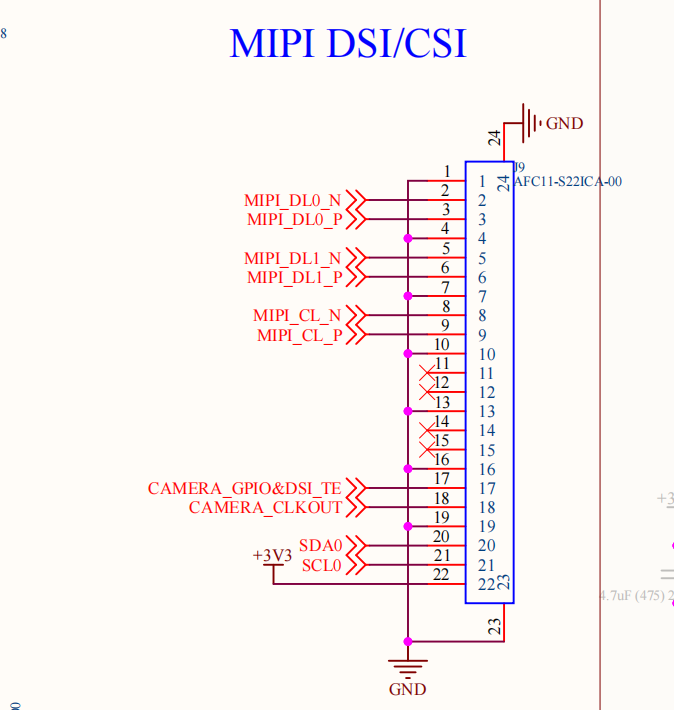 8
MIPI DSI/CSI
24
GND
J9
AFC11-S22ICA-00
24
1 1
MIPI_DL0_N 2 2
MIPI_DL0_P 3 3
4 4
MIPI_DL1_N 5 5
MIPI_DL1_P 6 6
7 7
MIPI_CL_N 8 8
MIPI_CL_P 9 9
10 10
11 11
12 12
13 13
14 14
15 15
16 16
CAMERA_GPIO&DSI_TE 17 17
CAMERA_CLKOUT 18 18
19 19
SDA0 20 20
+3V3 SCL0 21 21
22 22
23
23
GND
+3
4.7uF (475) 2